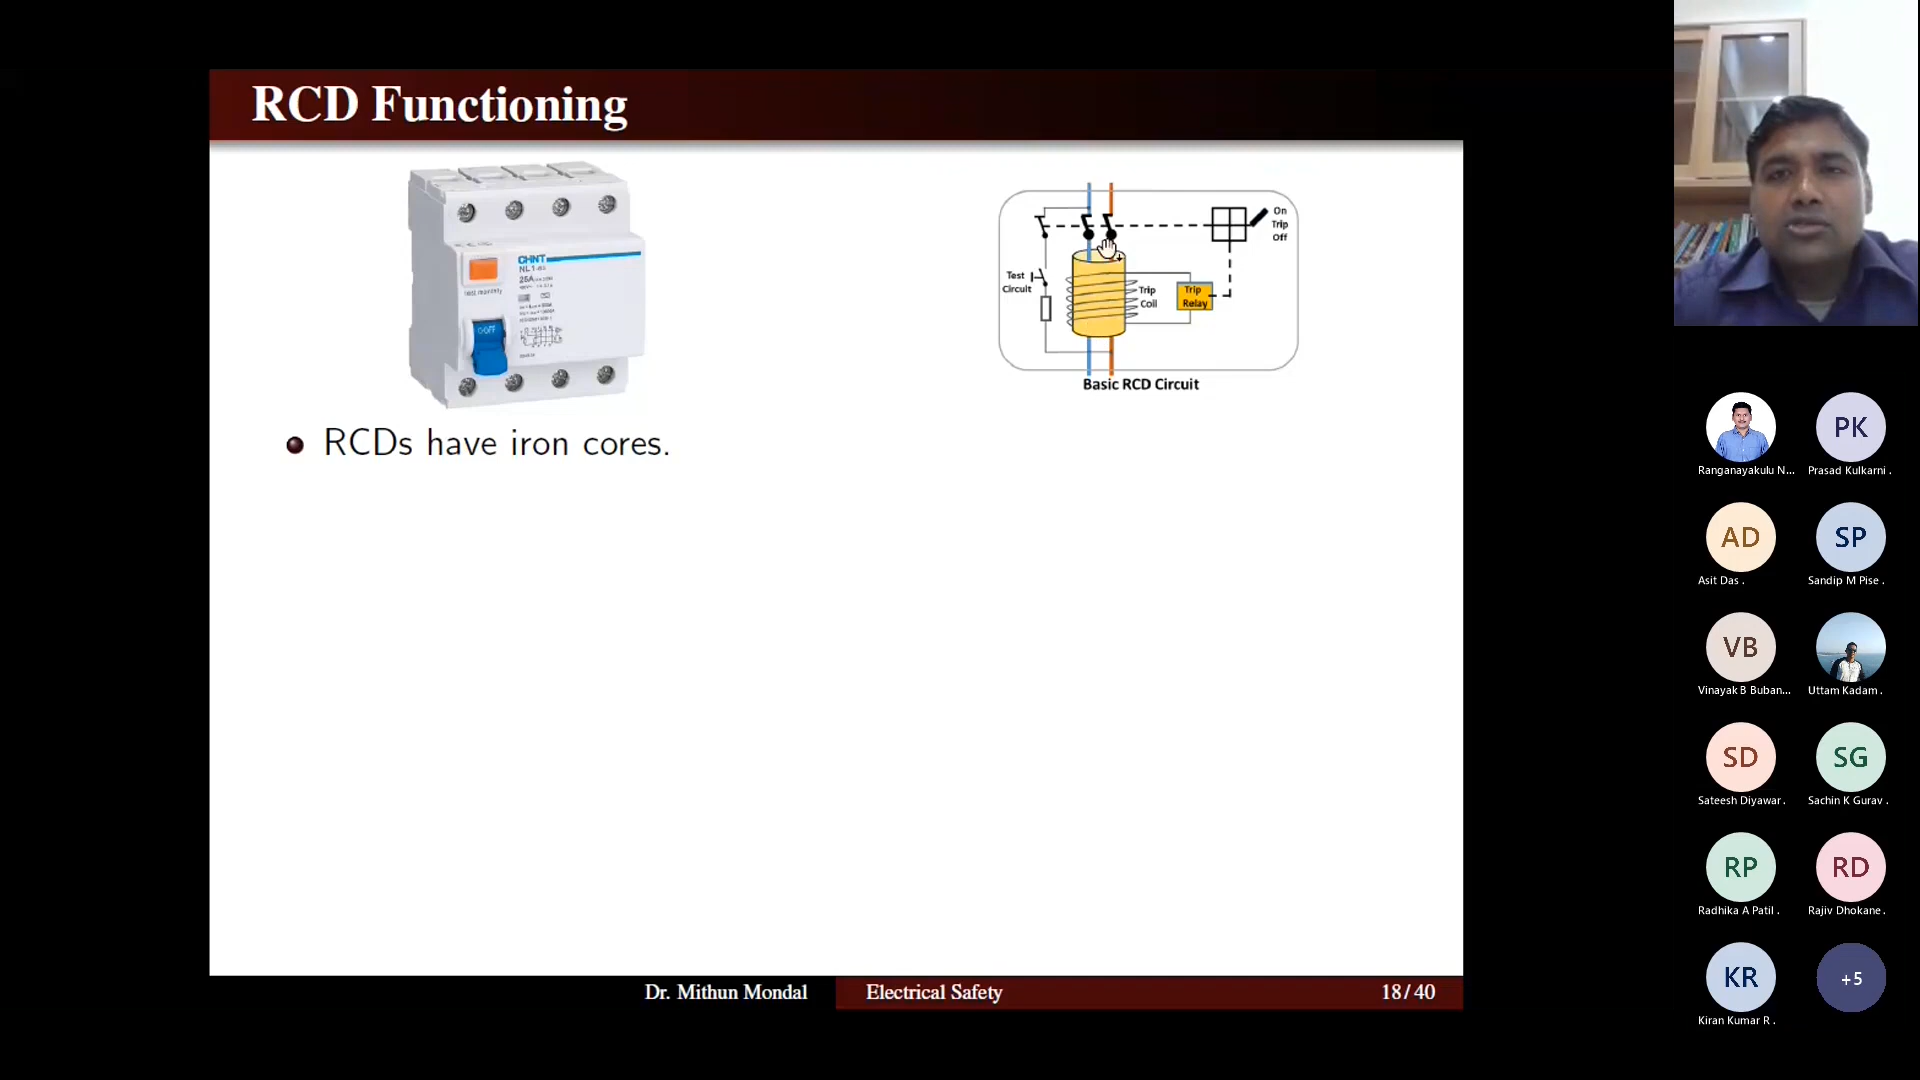 RCD Functioning
CHNT
NL1
25A
Test monthly
O-OFF
On
Trip
Off
Test
Circuit
Trip
Coil
Trip
Relay
Basic RCD Circuit
RCDs have iron cores.
Dr. Mithun Mondal
Electrical Safety
18/40
PK
Ranganayakulu N...
Prasad Kulkarni .
AD
SP
Asit Das .
Sandip M Pise .
VB
Vinayak B Buban...
Uttam Kadam .
SD
SG
Sateesh Diyawar .
Sachin K Gurav .
RP
RD
Radhika A Patil .
Rajiv Dhokane .
KR
+5
Kiran Kumar R .